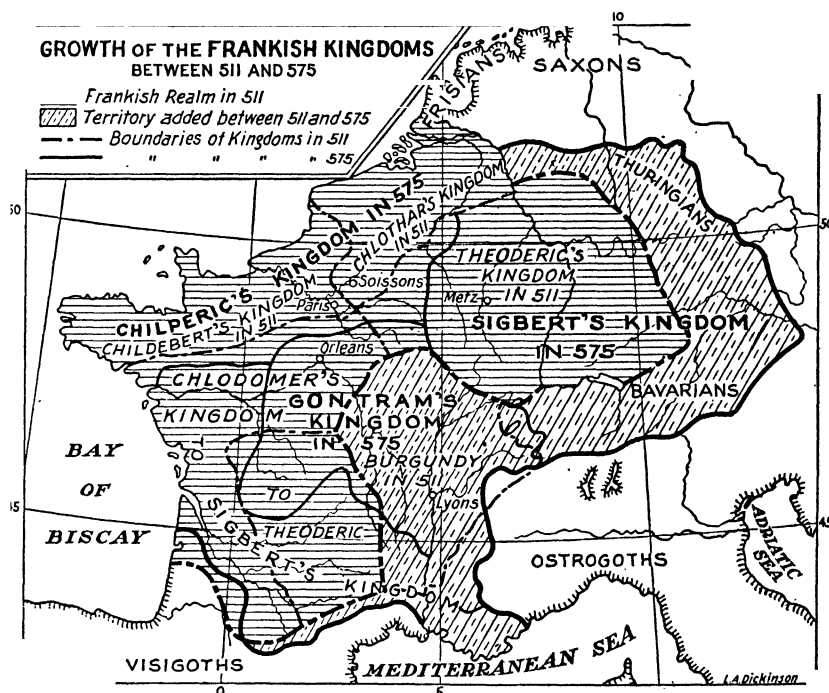 GROWTH OF THE FRANKISH KINGDOMS
BETWEEN 511 AND 575
Frankish Realm in 511
Territory added between 511 and 575
Boundaries of Kingdoms in 511
" " " " 575
10
SAXONS
FRISIANS
THURINGIANS
50
50
CHILPERIC'S KINGDOM IN 575
CHLOTHAR'S KINGDOM
IN 511
CHILDEBERT'S KINGDOM
IN 511
Soissons
Paris
THEODERIC'S
KINGDOM
IN 511
Metz
SIGBERT'S KINGDOM
IN 575
Orleans
CHLODOMER'S
KINGDOM
GONTRAM'S
KINGDOM
IN 575
BAVARIANS
BURGUNDY
IN 511
Lyons
BAY
OF
BISCAY
45
45
TO
SIGBERT'S
KINGDOM
TO
THEODERIC
OSTROGOTHS
ADRIATIC
SEA
VISIGOTHS
MEDITERRANEAN SEA
L.A.Dickinson
0
5
10